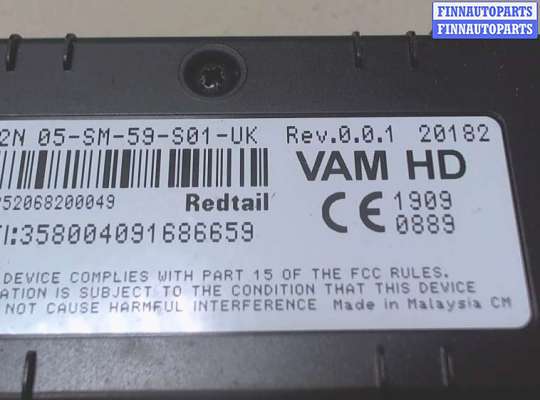 FINNAUTOPARTS
FINNAUTOPARTS
2N 05-SM-59-S01-UK Rev.0.0.1 20182
VAM HD
52068200049 Redtail
CE 1909
0889
I:358004091686659
DEVICE COMPLIES WITH PART 15 OF THE FCC RULES.
ATION IS SUBJECT TO THE CONDITION THAT THIS DEVICE
NOT CAUSE HARMFUL INTERFERENCE Made in Malaysia CM